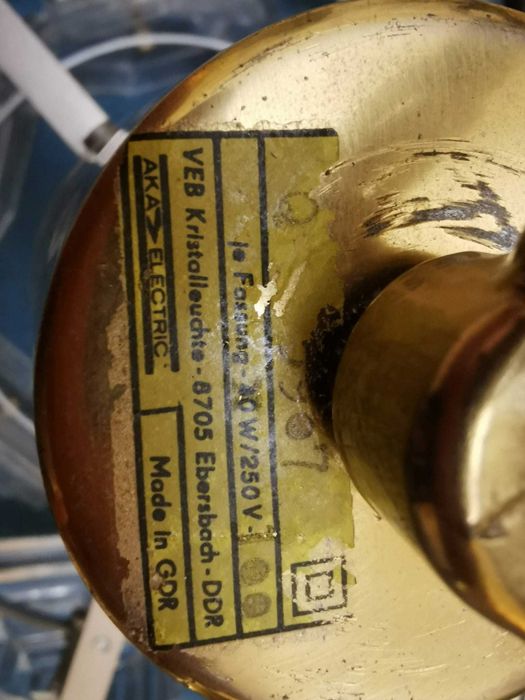 AKA ELECTRIC
Made in GDR
VEB Kristalleuchte - 8705 Ebersbach - DDR
je Fassung - 40 W/250 V -